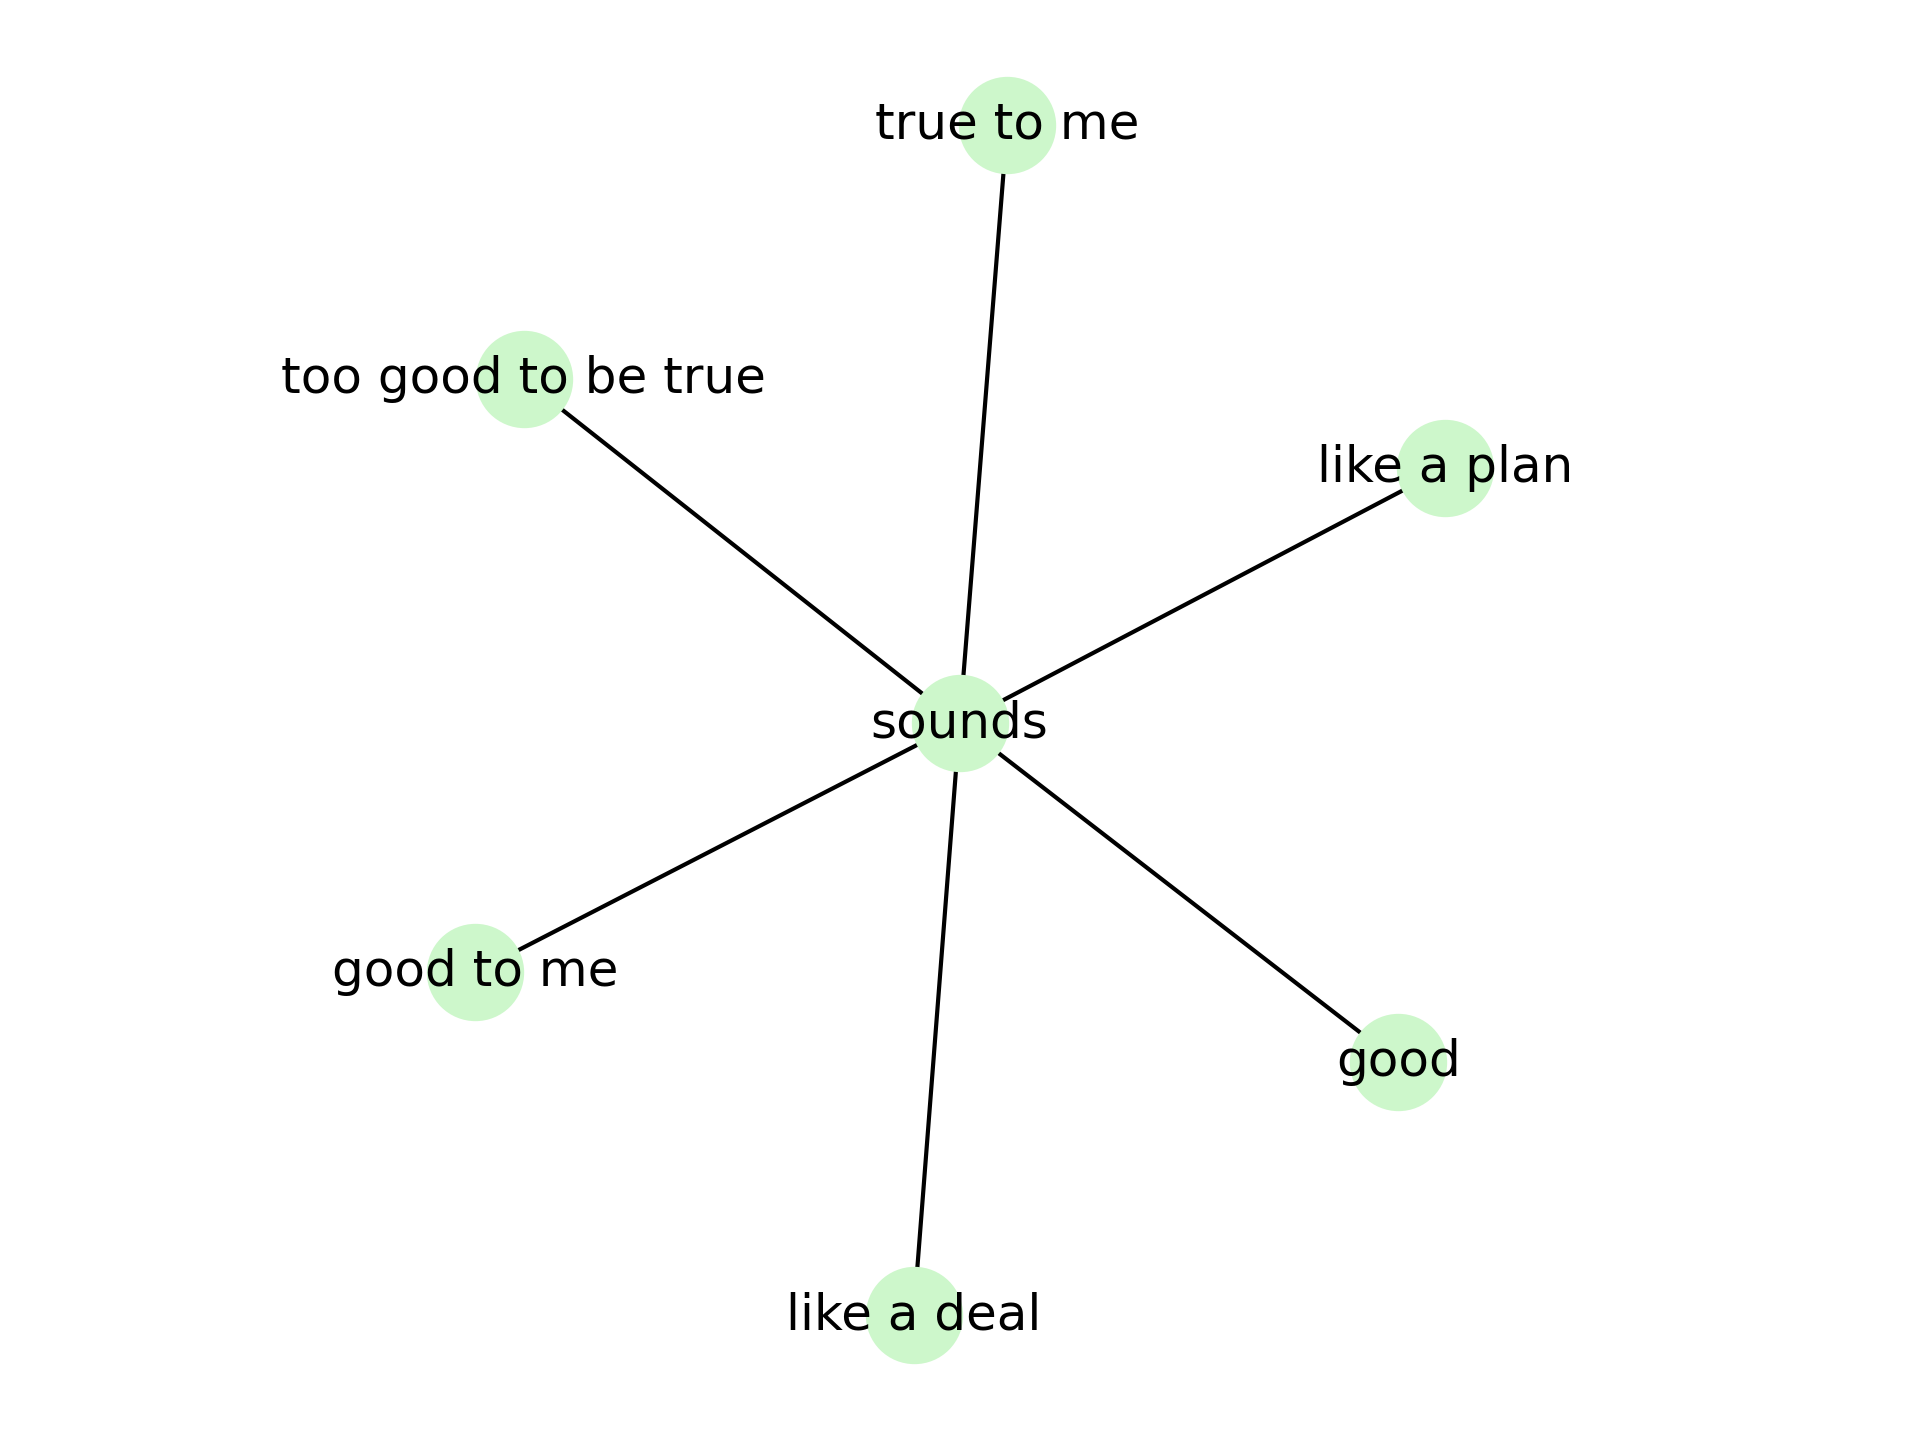 true to me
too good to be true
like a plan
sounds
good to me
good
like a deal